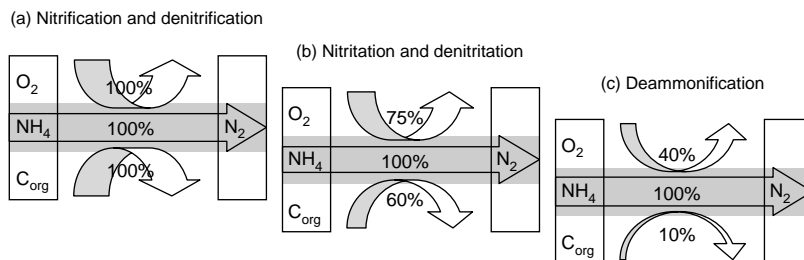 (a) Nitrification and denitrification
O2
100%
NH4
100%
N2
Corg
100%
(b) Nitritation and denitritation
O2
75%
NH4
100%
N2
Corg
60%
(c) Deammonification
O2
40%
NH4
100%
N2
Corg
10%